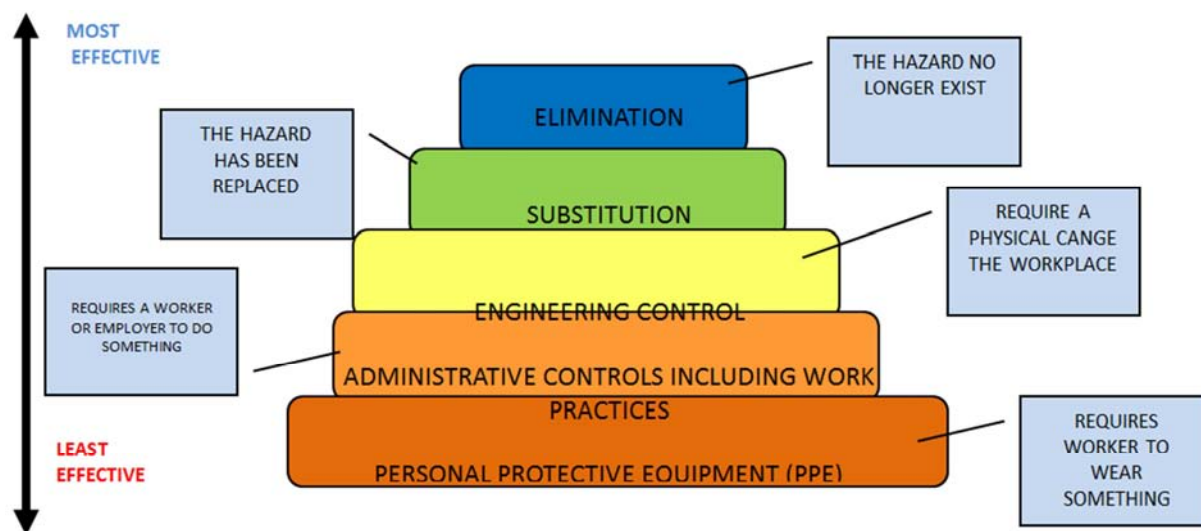 MOST
EFFECTIVE
THE HAZARD NO
LONGER EXIST
ELIMINATION
THE HAZARD
HAS BEEN
REPLACED
SUBSTITUTION
REQUIRE A
PHYSICAL CANGE
THE WORKPLACE
ENGINEERING CONTROL
REQUIRES A WORKER
OR EMPLOYER TO DO
SOMETHING
ADMINISTRATIVE CONTROLS INCLUDING WORK
PRACTICES
LEAST
EFFECTIVE
PERSONAL PROTECTIVE EQUIPMENT (PPE)
REQUIRES
WORKER TO
WEAR
SOMETHING